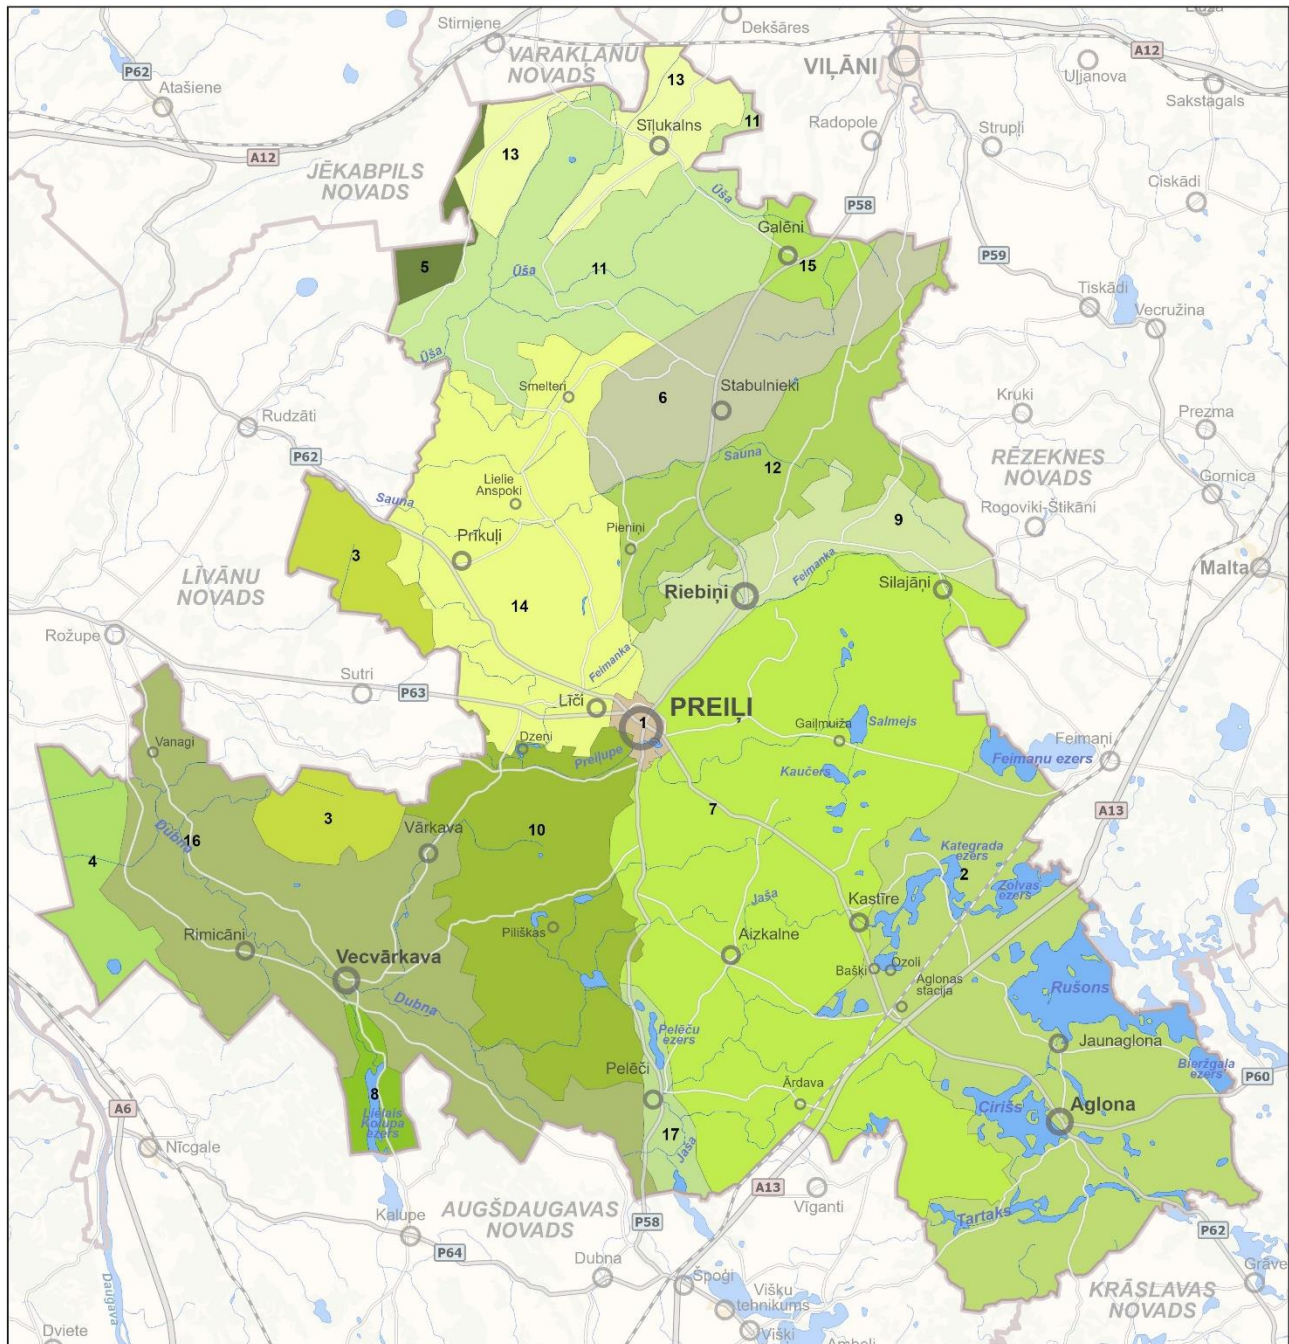 Stirniene
Dekšāres
VARAKĻĀNU
NOVADS
A12
P62
Atašiene
VIĻĀNI
Uļjanova
Sakstagals
13
Sīļukalns
11
Radopole
Strupļi
A12
13
JĒKABPILS
NOVADS
Ciskādi
Ūša
P58
Galēni
15
P59
5
11
Ūša
Tiskādi
Vecružina
Ūša
Smelteri
6
Stabulnieki
Kruki
Prezma
Rudzāti
P62
Sauna
12
RĒZEKNES
NOVADS
Gornica
Lielie
Anspoki
Sauna
9
Rogoviki-Štikāni
Prīkuļi
Pieniņi
3
Feimanka
LĪVĀNU
NOVADS
Riebiņi
Silajāņi
Malta
14
Rožupe
Feimanka
Sutri
P63
Līči
1
PREIĻI
Salmejs
Gaiļmuiža
Vanagi
Dzeņi
Preiļupe
Feimaņu ezers
Feimaņi
Kaučers
7
A13
3
10
Dubna
16
Vārkava
4
Kategrada
ezers
2
Zolvas
ezers
Jaša
Kastīre
Rimicāni
Piliškas
Aizkalne
Vecvārkava
Bašķi
Ozoli
Aglonas
stacija
Rušons
Dubna
Pelēču
ezers
Jaunaglona
Bieržgaļa
ezers
P60
Pelēči
Ārdava
8
Lielais
Kolupa
ezers
Cirišs
Aglona
A6
Nīcgale
17
Jaša
A13
Vīganti
AUGŠDAUGAVAS
NOVADS
P58
Tartaks
P62
Kalupe
P64
Dubna
Špoģi
Daugava
Višķu
tehnikums
Višķi
KRĀSLAVAS
NOVADS
Dviete